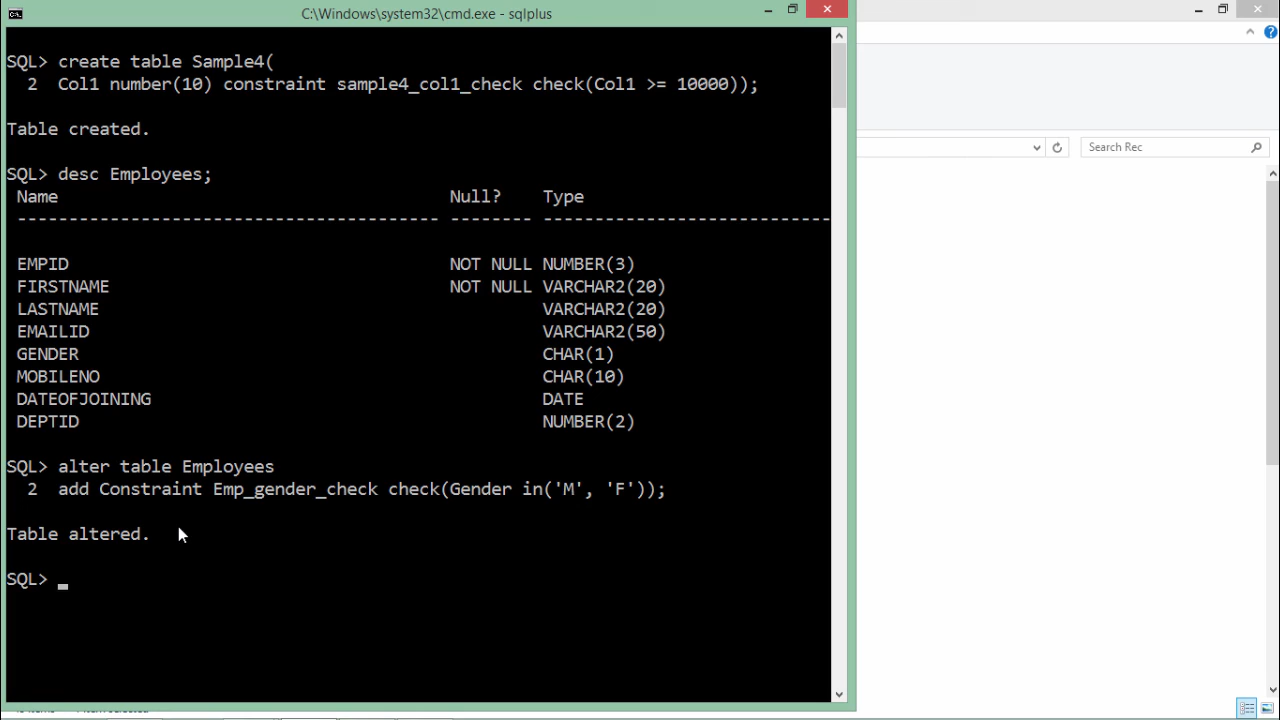 C:\Windows\system32\cmd.exe - sqlplus
SQL> create table Sample4(
2 Col1 number(10) constraint sample4_col1_check check(Col1 >= 10000));
Table created.
SQL> desc Employees;
Name Null? Type
----------------------------------------- -------- ----------------------------
EMPID NOT NULL NUMBER(3)
FIRSTNAME NOT NULL VARCHAR2(20)
LASTNAME VARCHAR2(20)
EMAILID VARCHAR2(50)
GENDER CHAR(1)
MOBILENO CHAR(10)
DATEOFJOINING DATE
DEPTID NUMBER(2)
SQL> alter table Employees
2 add Constraint Emp_gender_check check(Gender in('M', 'F'));
Table altered.
SQL>
Search Rec